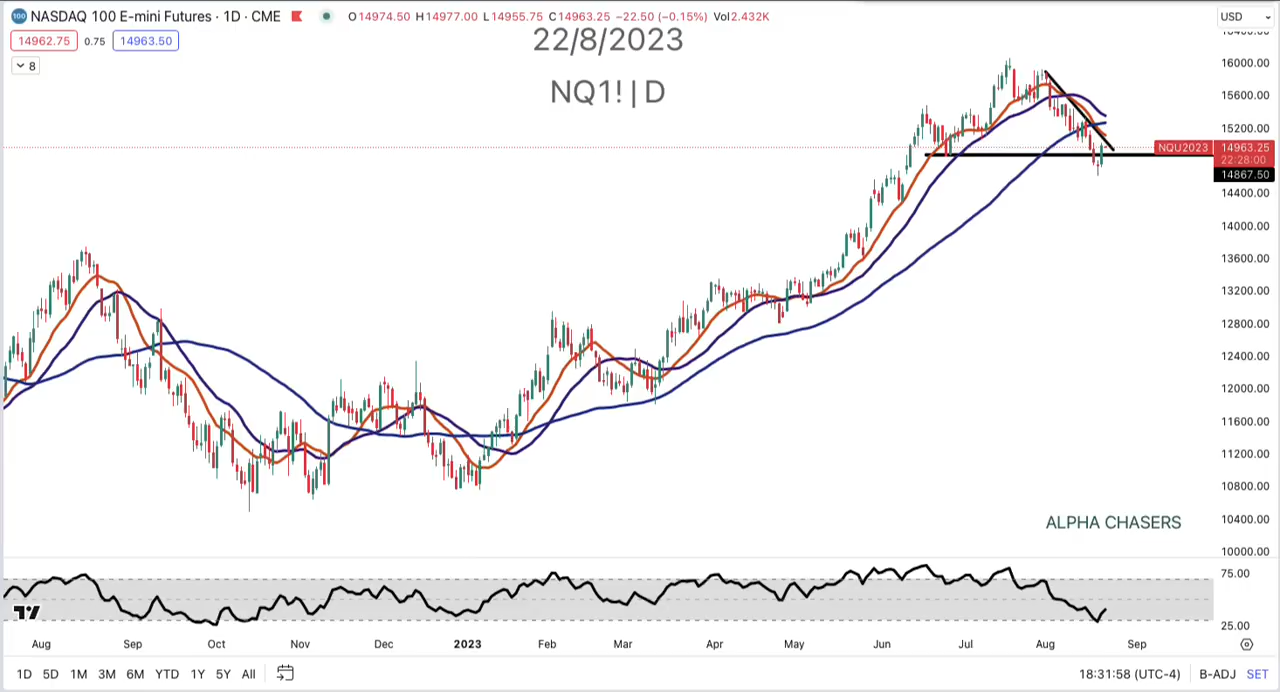 100 NASDAQ 100 E-mini Futures · 1D · CME O14974.50 H14977.00 L14955.75 C14963.25 −22.50 (−0.15%) Vol2.432K
USD
14962.75 0.75 14963.50
8
22/8/2023
NQ1! | D
16000.00
15600.00
15200.00
NQU2023 14963.25
22:28:00
14867.50
14400.00
14000.00
13600.00
13200.00
12800.00
12400.00
12000.00
11600.00
11200.00
10800.00
10400.00
10000.00
ALPHA CHASERS
75.00
25.00
Aug Sep Oct Nov Dec 2023 Feb Mar Apr May Jun Jul Aug Sep
1D 5D 1M 3M 6M YTD 1Y 5Y All 18:31:58 (UTC-4) B-ADJ SET